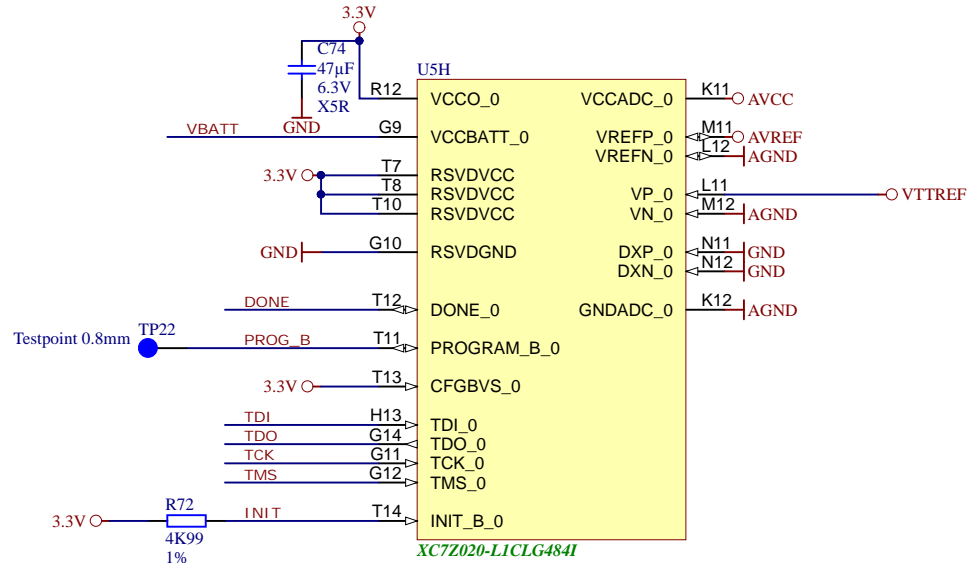 3.3V
C74
47µF
6.3V
X5R
GND
U5H
R12 VCCO_0 VCCADC_0 K11 AVCC
VBATT G9 VCCBATT_0 VREFP_0 M11 AVREF
VREFN_0 L12 AGND
3.3V T7 RSVDVCC
T8 RSVDVCC VP_0 L11 VTTREF
T10 RSVDVCC VN_0 M12 AGND
GND G10 RSVDGND DXP_0 N11 GND
DXN_0 N12 GND
DONE T12 DONE_0 GNDADC_0 K12 AGND
Testpoint 0.8mm TP22 PROG_B T11 PROGRAM_B_0
3.3V T13 CFGBVS_0
TDI H13 TDI_0
TDO G14 TDO_0
TCK G11 TCK_0
TMS G12 TMS_0
3.3V R72 INIT T14 INIT_B_0
4K99
1%
XC7Z020-L1CLG484I